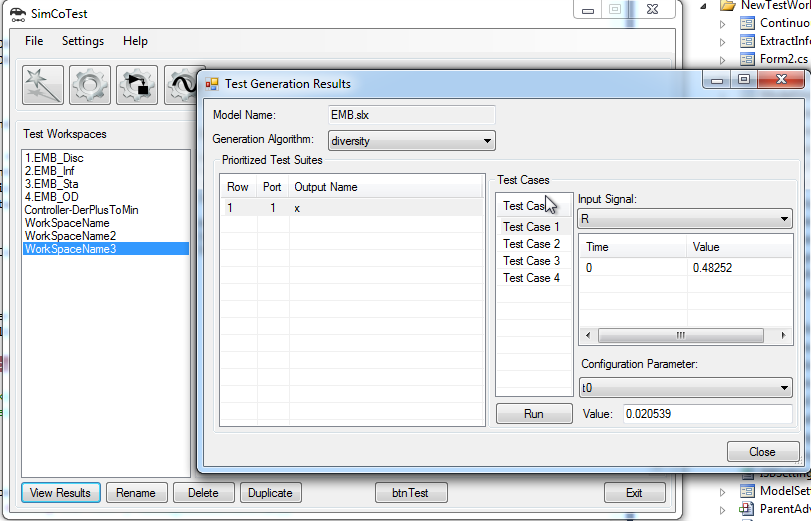 SimCoTest
File Settings Help
Test Workspaces
1.EMB_Disc
2.EMB_Inf
3.EMB_Sta
4.EMB_OD
Controller-DerPlusToMin
WorkSpaceName
WorkSpaceName2
WorkSpaceName3
View Results Rename Delete Duplicate btnTest Exit
Test Generation Results
Model Name: EMB.slx
Generation Algorithm: diversity
Prioritized Test Suites
Row Port Output Name
1 1 x
Test Cases
Test Case
Test Case 1
Test Case 2
Test Case 3
Test Case 4
Run
Input Signal:
R
Time Value
0 0.48252
Configuration Parameter:
t0
Value: 0.020539
Close
NewTestWork
Continuo
ExtractInfo
Form2.cs
ISBSetting
ModelSet
ParentAdv